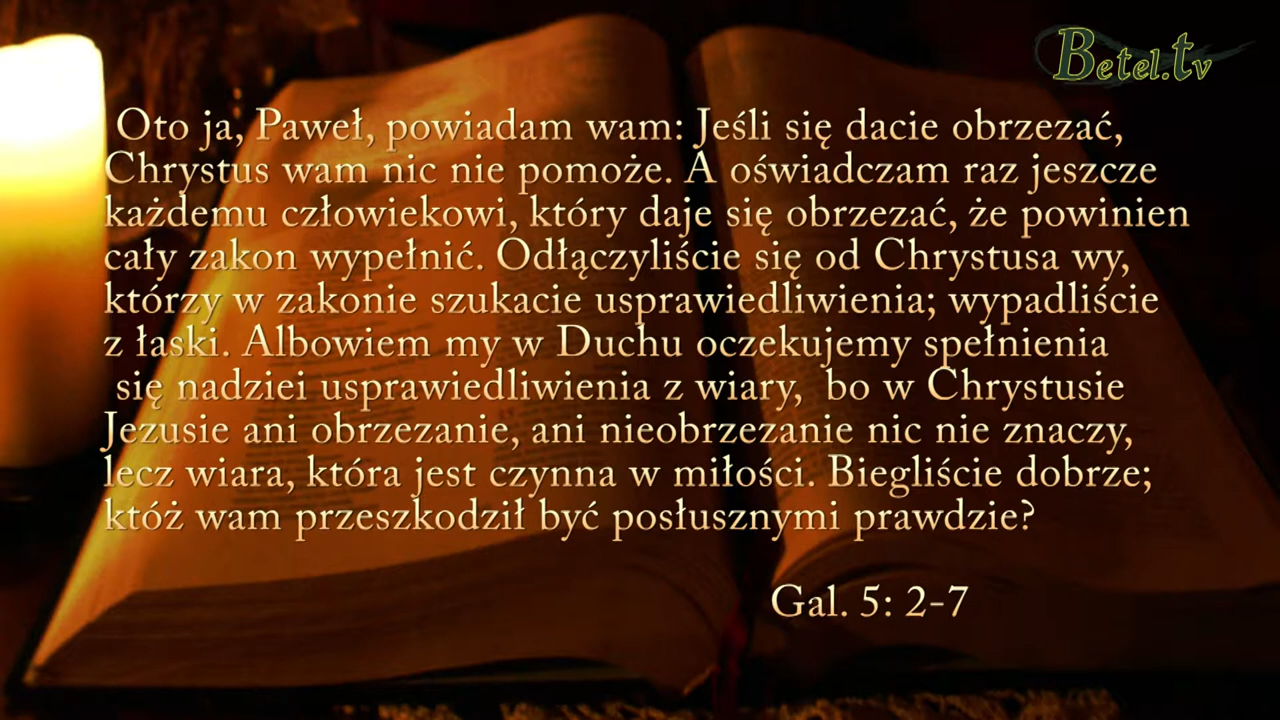 Betel.tv
Oto ja, Paweł, powiadam wam: Jeśli się dacie obrzezać,
Chrystus wam nic nie pomoże. A oświadczam raz jeszcze
każdemu człowiekowi, który daje się obrzezać, że powinien
cały zakon wypełnić. Odłączyliście się od Chrystusa wy,
którzy w zakonie szukacie usprawiedliwienia; wypadliście
z łaski. Albowiem my w Duchu oczekujemy spełnienia
się nadziei usprawiedliwienia z wiary, bo w Chrystusie
Jezusie ani obrzezanie, ani nieobrzezanie nic nie znaczy,
lecz wiara, która jest czynna w miłości. Biegliście dobrze;
któż wam przeszkodził być posłusznymi prawdzie?
Gal. 5: 2-7